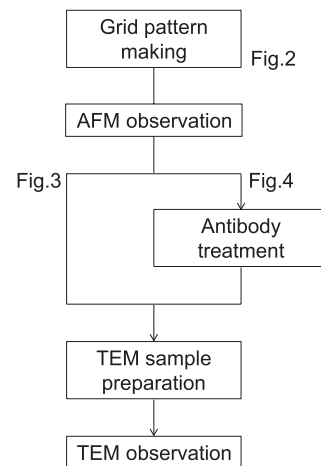 Grid pattern
making
Fig.2
AFM observation
Fig.3
Fig.4
Antibody
treatment
TEM sample
preparation
TEM observation